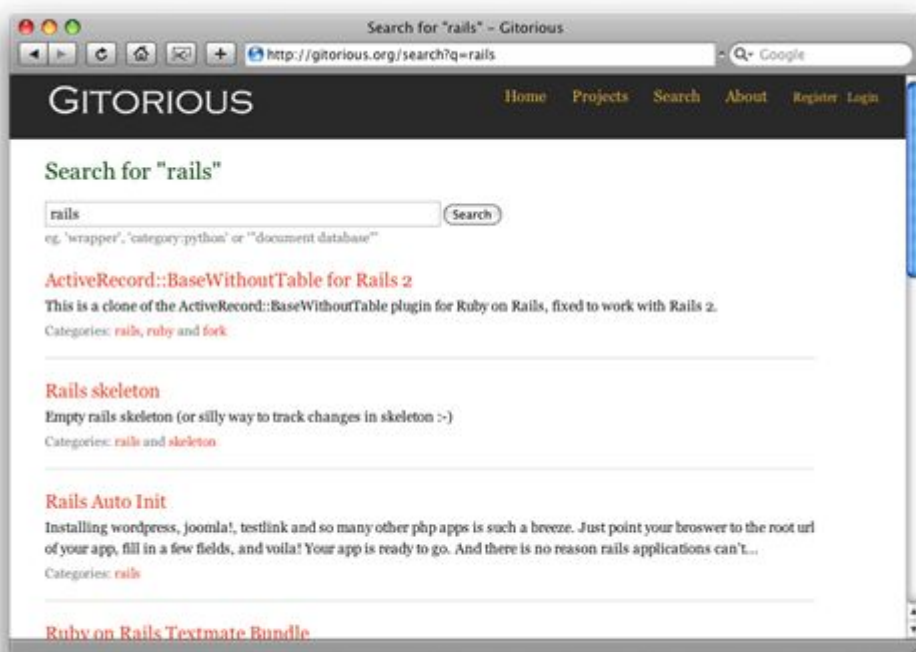 Search for "rails" – Gitorious
http://gitorious.org/search?q=rails
Google
GITORIOUS
Home Projects Search About Register Login
Search for "rails"
rails Search
eg. 'wrapper', 'category:python' or '"document database"'
ActiveRecord::BaseWithoutTable for Rails 2
This is a clone of the ActiveRecord::BaseWithoutTable plugin for Ruby on Rails, fixed to work with Rails 2.
Categories: rails, ruby and fork
Rails skeleton
Empty rails skeleton (or silly way to track changes in skeleton :-)
Categories: rails and skeleton
Rails Auto Init
Installing wordpress, joomla!, testlink and so many other php apps is such a breeze. Just point your broswer to the root url
of your app, fill in a few fields, and voila! Your app is ready to go. And there is no reason rails applications can't...
Categories: rails
Ruby on Rails Textmate Bundle